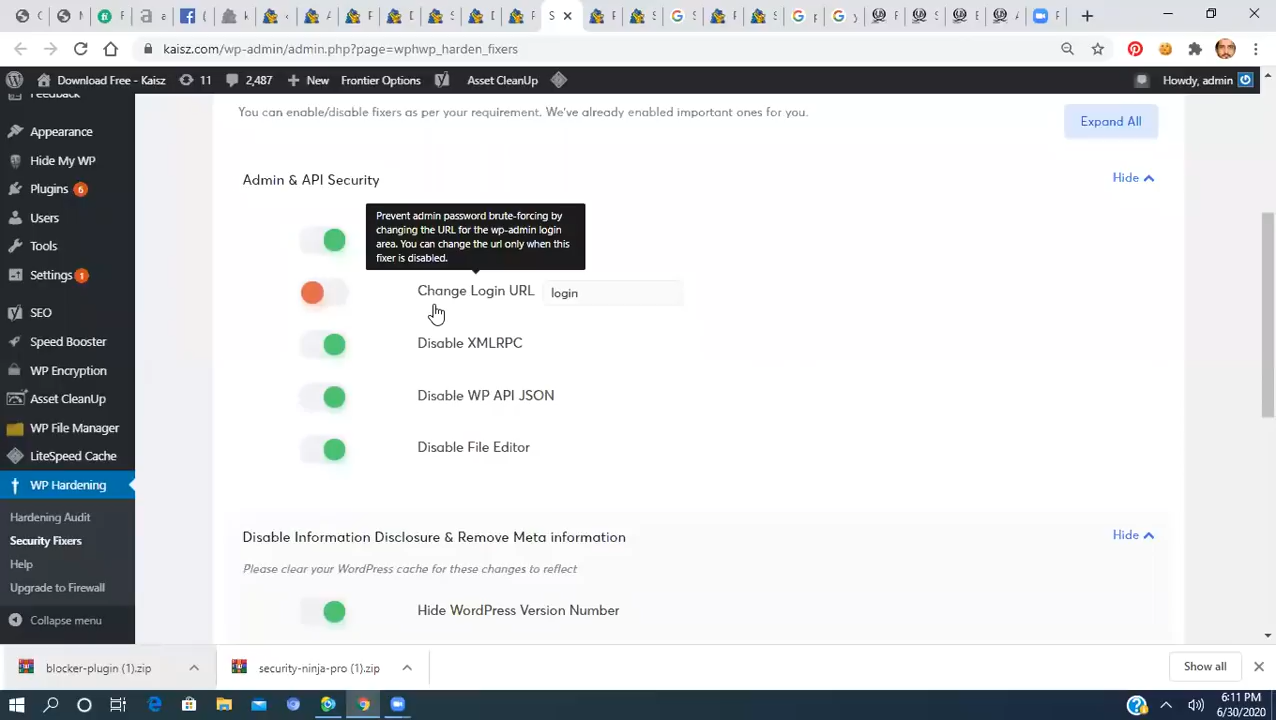 fi
a
kaisz.com/wp-admin/admin.php?page=wphwp_harden_fixers
Download Free - Kaisz
11
2,487
New
Frontier Options
Asset CleanUp
Howdy, admin
Feedback
Appearance
Hide My WP
Plugins 6
Users
Tools
Settings 1
SEO
Speed Booster
WP Encryption
Asset CleanUp
WP File Manager
LiteSpeed Cache
WP Hardening
Hardening Audit
Security Fixers
Help
Upgrade to Firewall
Collapse menu
You can enable/disable fixers as per your requirement. We've already enabled important ones for you.
Expand All
Admin & API Security
Hide
Prevent admin password brute-forcing by
changing the URL for the wp-admin login
area. You can change the url only when this
fixer is disabled.
Change Login URL
login
Disable XMLRPC
Disable WP API JSON
Disable File Editor
Disable Information Disclosure & Remove Meta information
Hide
Please clear your WordPress cache for these changes to reflect
Hide WordPress Version Number
blocker-plugin (1).zip
security-ninja-pro (1).zip
Show all
6:11 PM
6/30/2020